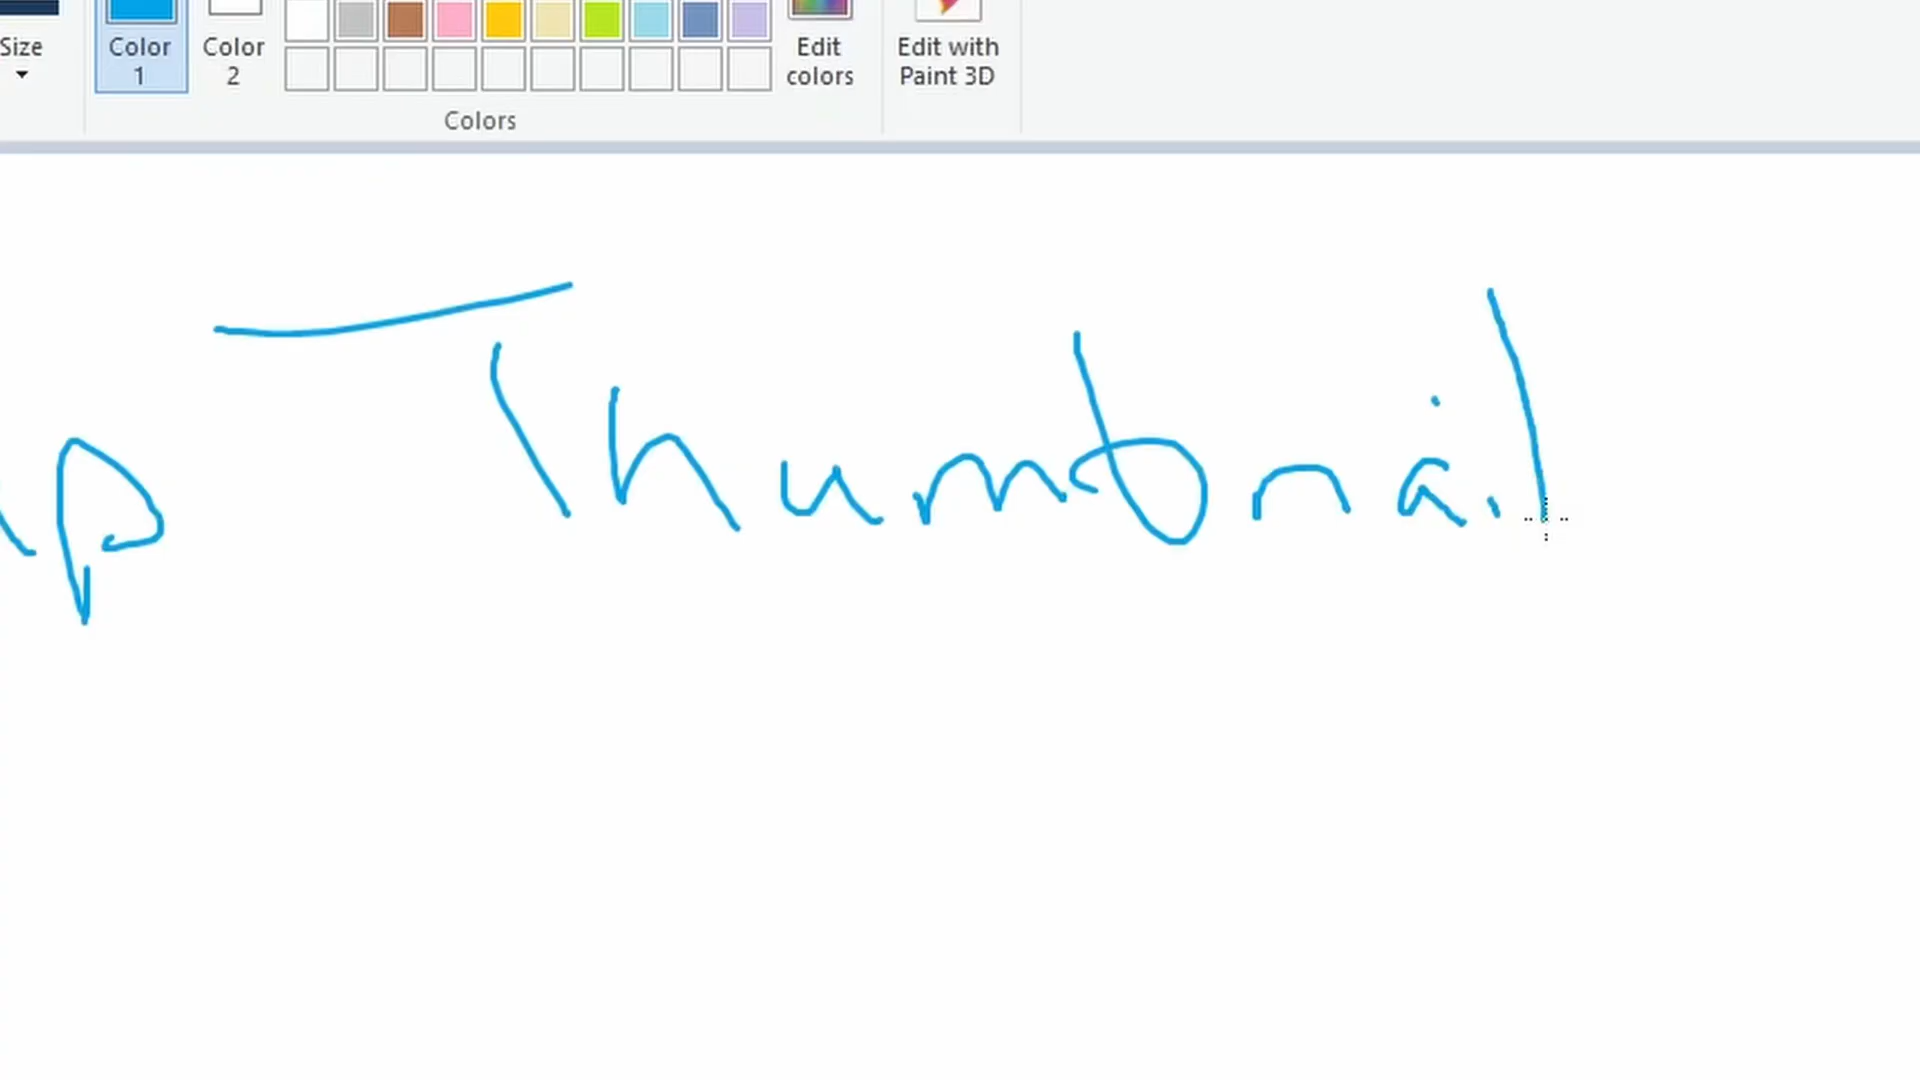 Size
Color 1
Color 2
Edit colors
Edit with Paint 3D
Colors
p Thumbnail